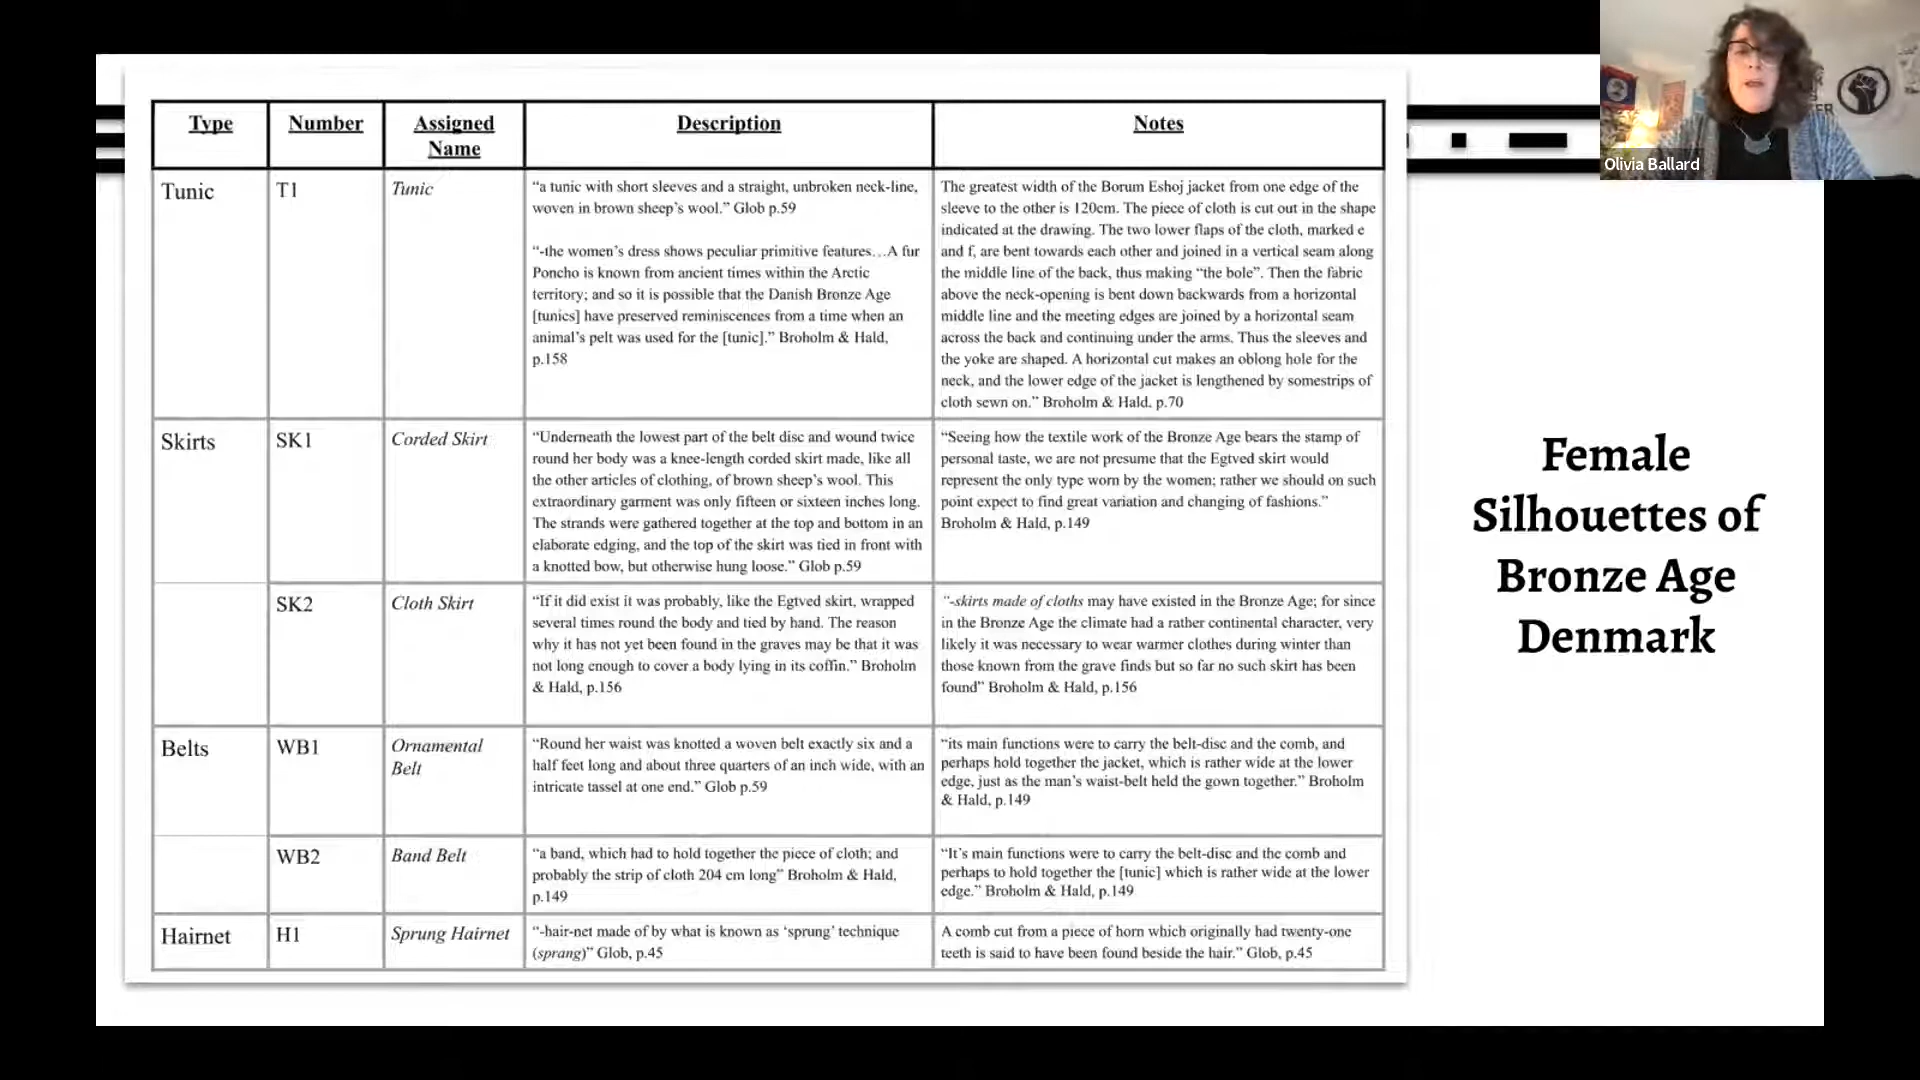 Type Number Assigned Name Description Notes
Tunic T1 Tunic
“a tunic with short sleeves and a straight, unbroken neck-line,
woven in brown sheep’s wool.” Glob p.59
“-the women’s dress shows peculiar primitive features…A fur
Poncho is known from ancient times within the Arctic
territory; and so it is possible that the Danish Bronze Age
[tunics] have preserved reminiscences from a time when an
animal’s pelt was used for the [tunic].” Broholm & Hald,
p.158
The greatest width of the Borum Eshoj jacket from one edge of the
sleeve to the other is 120cm. The piece of cloth is cut out in the shape
indicated at the drawing. The two lower flaps of the cloth, marked e
and f, are bent towards each other and joined in a vertical seam along
the middle line of the back, thus making “the bole”. Then the fabric
above the neck-opening is bent down backwards from a horizontal
middle line and the meeting edges are joined by a horizontal seam
across the back and continuing under the arms. Thus the sleeves and
the yoke are shaped. A horizontal cut makes an oblong hole for the
neck, and the lower edge of the jacket is lengthened by somestrips of
cloth sewn on.” Broholm & Hald. p.70
Skirts SK1 Corded Skirt
“Underneath the lowest part of the belt disc and wound twice
round her body was a knee-length corded skirt made, like all
the other articles of clothing, of brown sheep’s wool. This
extraordinary garment was only fifteen or sixteen inches long.
The strands were gathered together at the top and bottom in an
elaborate edging, and the top of the skirt was tied in front with
a knotted bow, but otherwise hung loose.” Glob p.59
“Seeing how the textile work of the Bronze Age bears the stamp of
personal taste, we are not presume that the Egtved skirt would
represent the only type worn by the women; rather we should on such
point expect to find great variation and changing of fashions.”
Broholm & Hald, p.149
SK2 Cloth Skirt
“If it did exist it was probably, like the Egtved skirt, wrapped
several times round the body and tied by hand. The reason
why it has not yet been found in the graves may be that it was
not long enough to cover a body lying in its coffin.” Broholm
& Hald, p.156
“-skirts made of cloths may have existed in the Bronze Age; for since
in the Bronze Age the climate had a rather continental character, very
likely it was necessary to wear warmer clothes during winter than
those known from the grave finds but so far no such skirt has been
found” Broholm & Hald, p.156
Belts WB1 Ornamental
Belt
“Round her waist was knotted a woven belt exactly six and a
half feet long and about three quarters of an inch wide, with an
intricate tassel at one end.” Glob p.59
“its main functions were to carry the belt-disc and the comb, and
perhaps hold together the jacket, which is rather wide at the lower
edge, just as the man’s waist-belt held the gown together.” Broholm
& Hald, p.149
WB2 Band Belt
“a band, which had to hold together the piece of cloth; and
probably the strip of cloth 204 cm long” Broholm & Hald,
p.149
“It’s main functions were to carry the belt-disc and the comb and
perhaps to hold together the [tunic] which is rather wide at the lower
edge.” Broholm & Hald, p.149
Hairnet H1 Sprung Hairnet
“-hair-net made of by what is known as ‘sprung’ technique
(sprang)” Glob, p.45
A comb cut from a piece of horn which originally had twenty-one
teeth is said to have been found beside the hair.” Glob, p.45
Female
Silhouettes of
Bronze Age
Denmark
Olivia Ballard